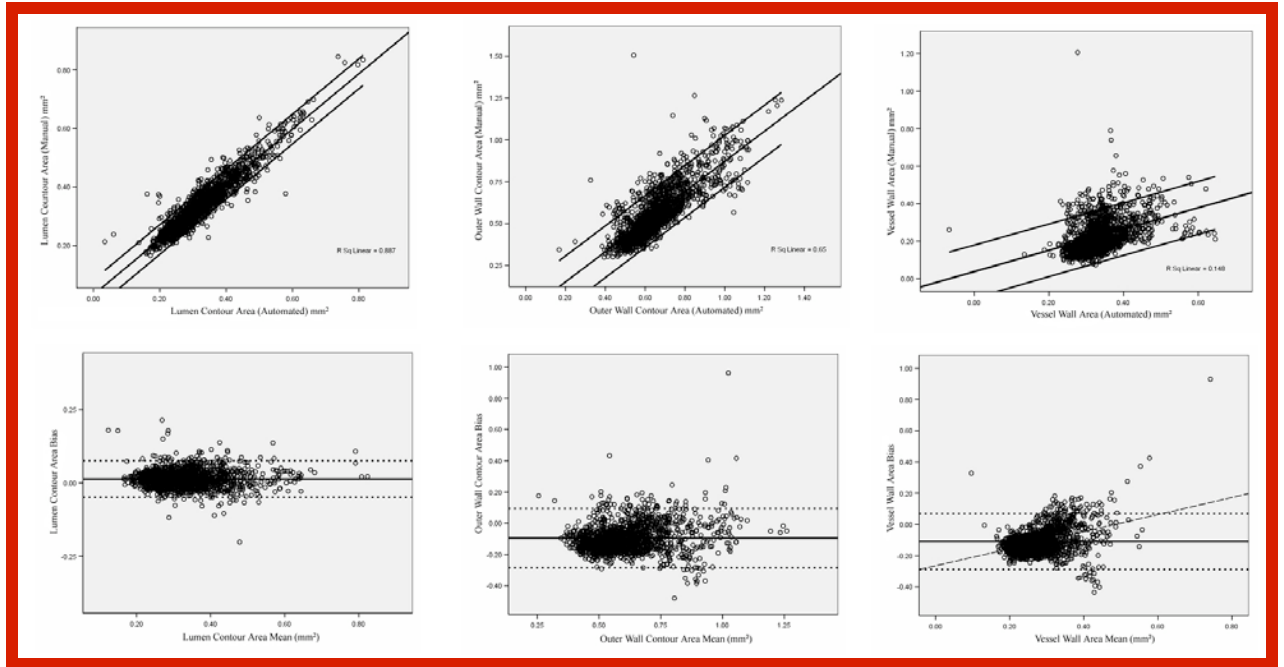 Lumen Countour Area (Manual) mm²
0.80
0.60
0.40
0.20
R Sq Linear = 0.887
0.00 0.20 0.40 0.60 0.80
Lumen Contour Area (Automated) mm²
Outer Wall Contour Area (Manual) mm²
1.50
1.25
1.00
0.75
0.50
0.25
R Sq Linear = 0.65
0.00 0.20 0.40 0.60 0.80 1.00 1.20 1.40
Outer Wall Contour Area (Automated) mm²
Vessel Wall Area (Manual) mm²
1.20
1.00
0.80
0.60
0.40
0.20
0.00
R Sq Linear = 0.148
0.00 0.20 0.40 0.60
Vessel Wall Area (Automated) mm²
Lumen Contour Area Bias
0.25
0.00
-0.25
0.20 0.40 0.60 0.80
Lumen Contour Area Mean (mm²)
Outer Wall Contour Area Bias
1.00
0.80
0.60
0.40
0.20
0.00
-0.20
-0.40
0.25 0.50 0.75 1.00 1.25
Outer Wall Contour Area Mean (mm²)
Vessel Wall Area Bias
1.00
0.80
0.60
0.40
0.20
0.00
-0.20
-0.40
0.00 0.20 0.40 0.60 0.80
Vessel Wall Area Mean (mm²)